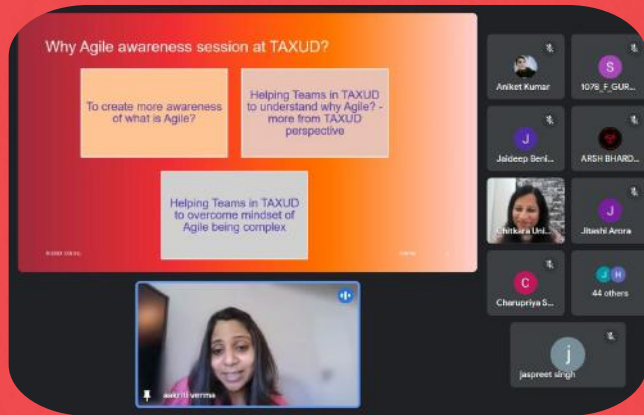 Why Agile awareness session at TAXUD?
To create more awareness
of what is Agile?
Helping Teams in TAXUD
to understand why Agile? -
more from TAXUD
perspective
Helping Teams in TAXUD
to overcome mindset of
Agile being complex
Aniket Kumar
S
1078_F_GUR...
J
Jaideep Beni...
ARSH BHARD...
Chitkara Uni...
J
Jitashi Arora
C
Charupriya S...
J H
44 others
j
jaspreet singh
aakriti verma